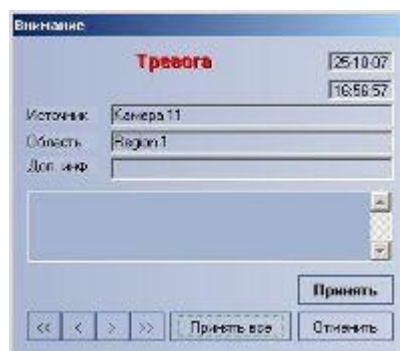 Внимание
Тревога
25-10-07
16:56:57
Источник Камера 11
Область Region 1
Доп. инф
Принять
<< < > >> Принять все Отменить